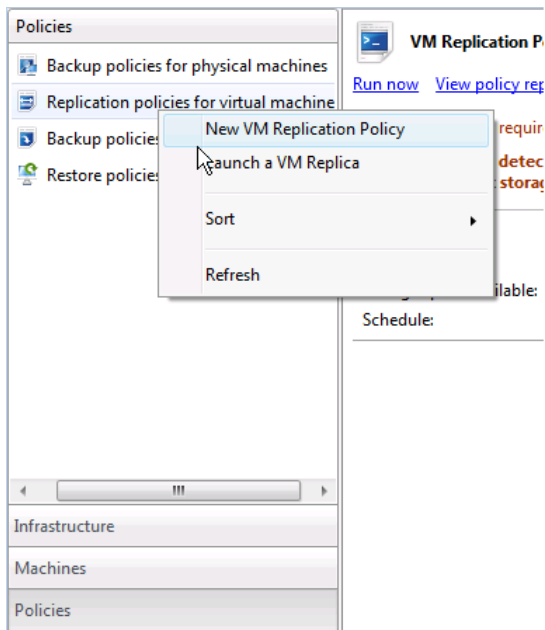 Policies
Backup policies for physical machines
Replication policies for virtual machine
Backup policies
Restore policies
New VM Replication Policy
Launch a VM Replica
Sort
Refresh
VM Replication P
Run now View policy rep
requir
detec
storag
ilable:
Schedule:
Infrastructure
Machines
Policies